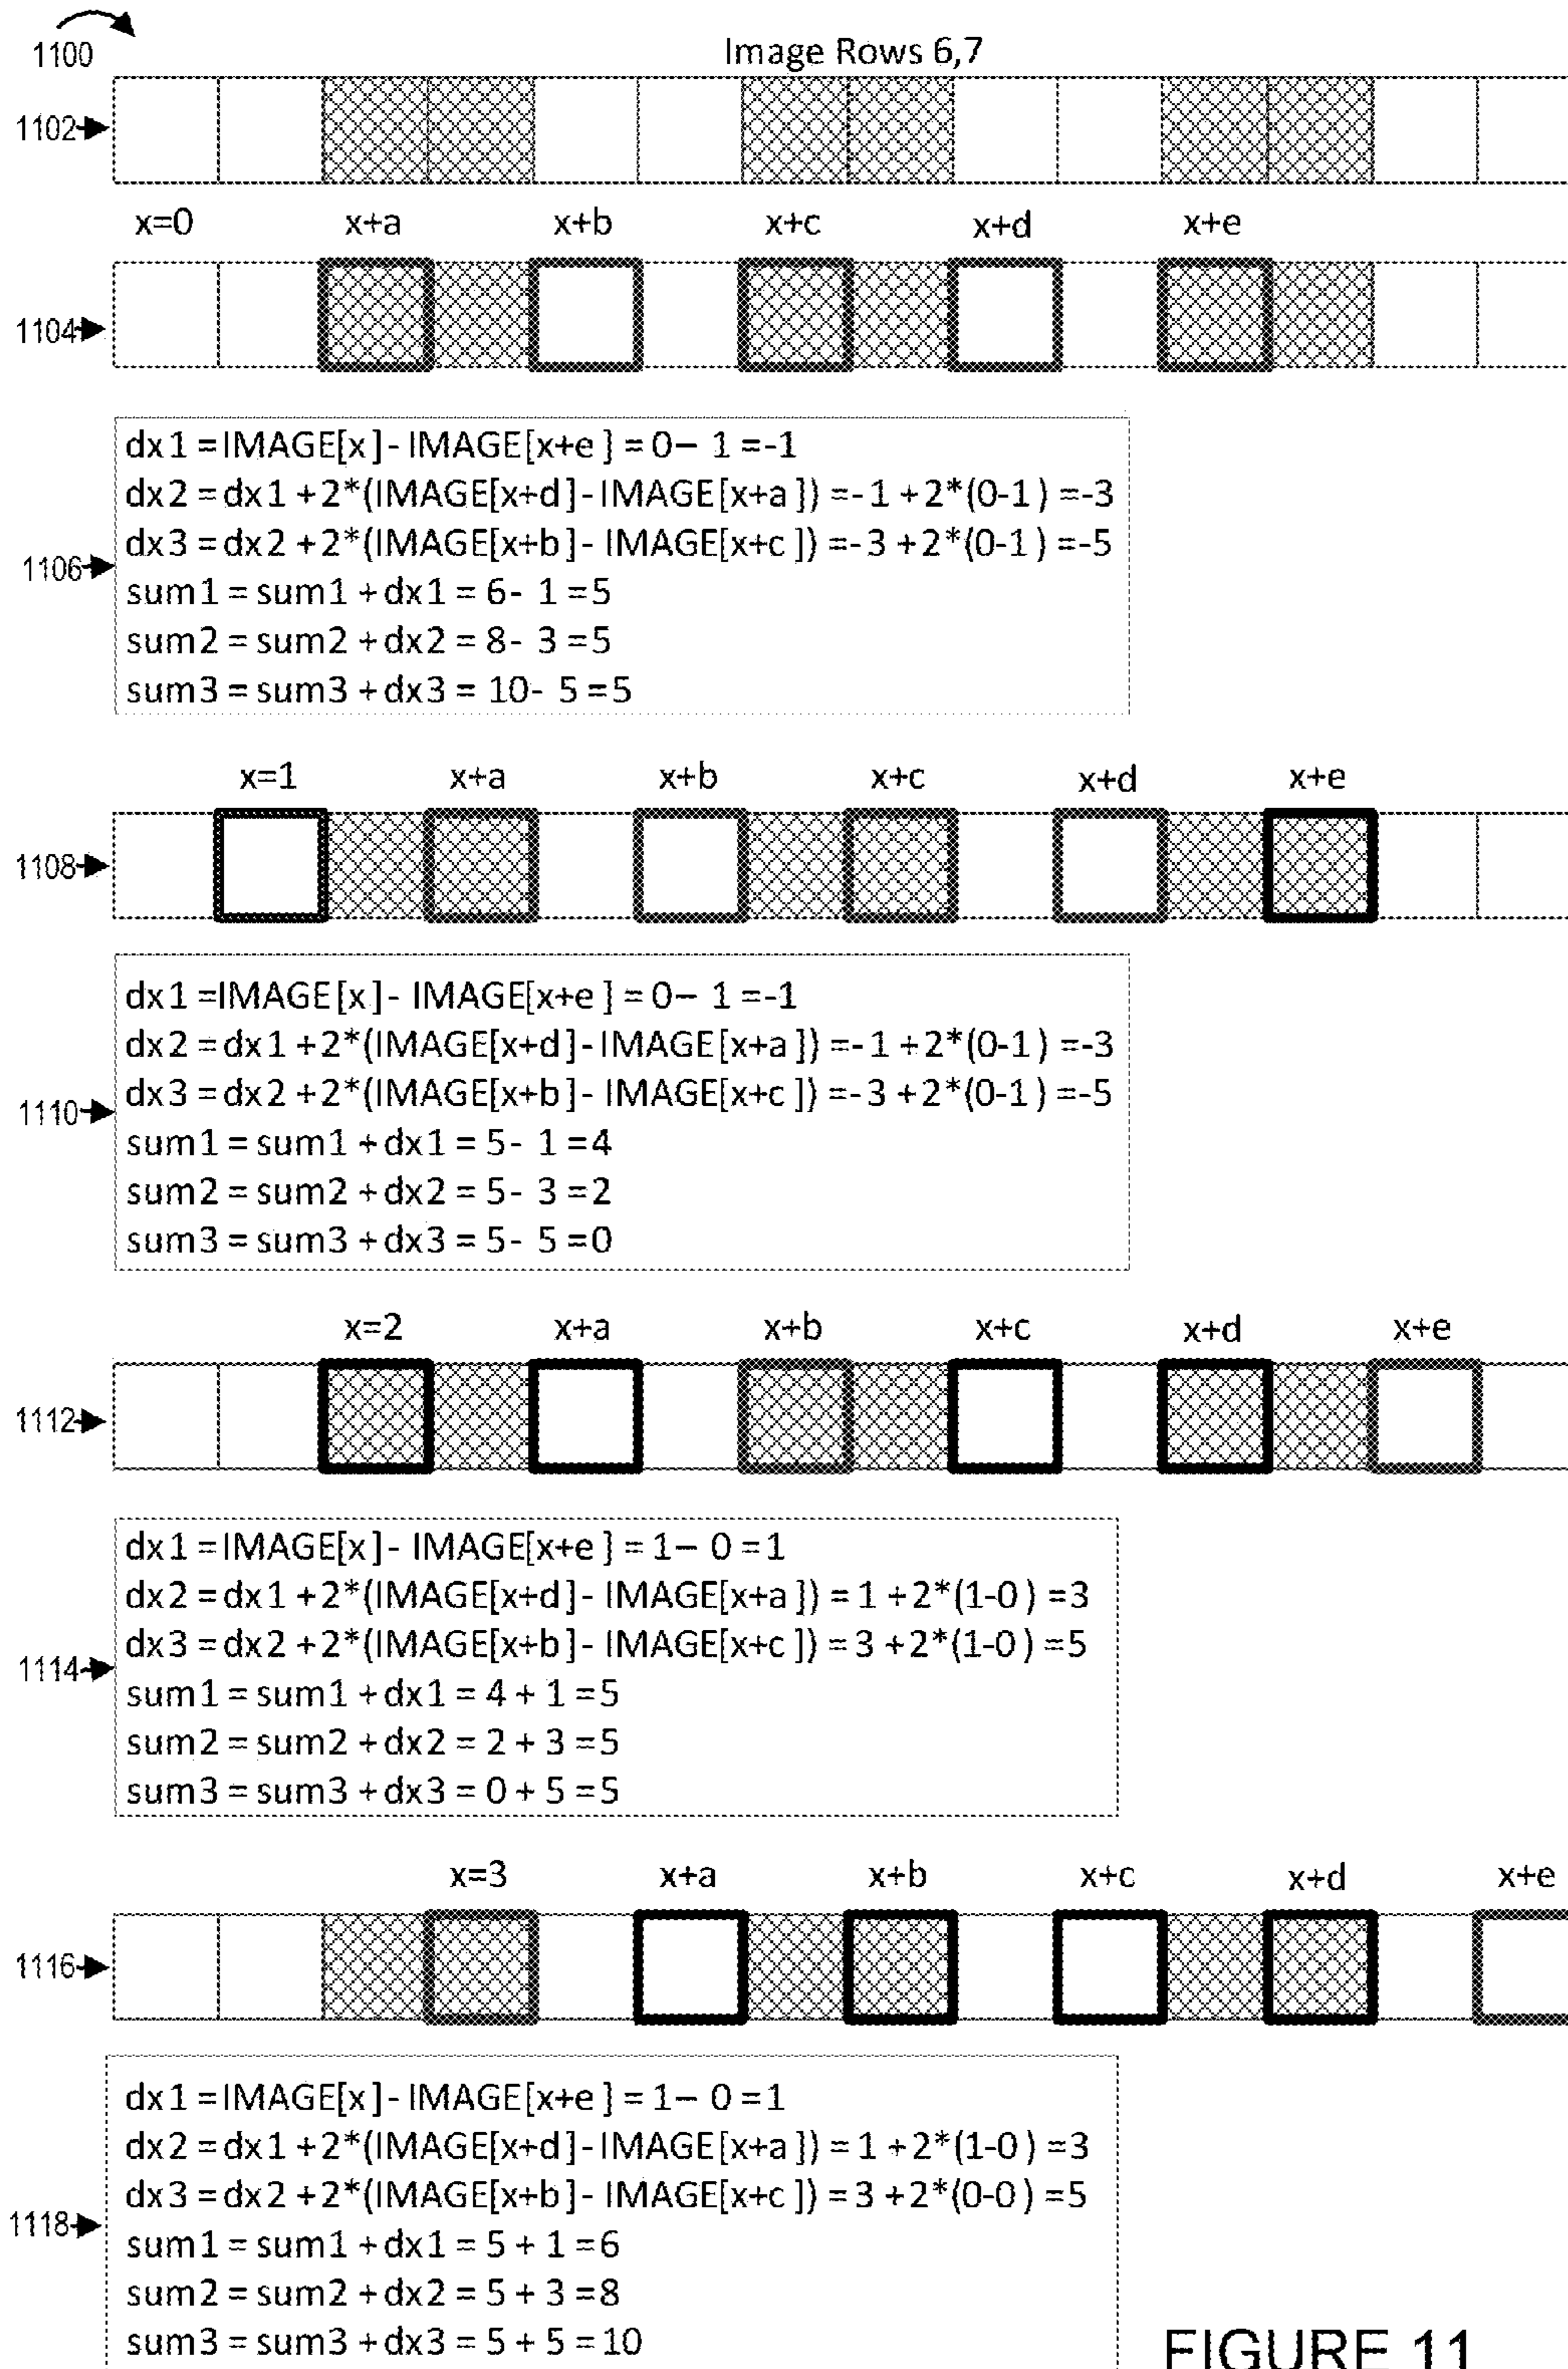 1100
Image Rows 6,7
1102
x=0 x+a x+b x+c x+d x+e
1104
dx1 =IMAGE[x]- IMAGE[x+e ] = 0– 1 =-1
dx2 = dx1 +2*(IMAGE[x+d]-IMAGE[x+a ]) =-1 +2*(0-1 ) =-3
dx3 = dx2 +2*(IMAGE[x+b]- IMAGE[x+c ]) =-3 +2*(0-1 ) =-5
1106
sum1 = sum1 +dx1 = 6- 1 =5
sum2 = sum2 +dx2 = 8- 3 =5
sum3 = sum3 +dx3 = 10- 5 =5
x=1 x+a x+b x+c x+d x+e
1108
dx1 =IMAGE[x]- IMAGE[x+e ] = 0– 1 =-1
dx2 = dx1 +2*(IMAGE[x+d]-IMAGE[x+a ]) =-1 +2*(0-1 ) =-3
dx3 = dx2 +2*(IMAGE[x+b]- IMAGE[x+c ]) =-3 +2*(0-1 ) =-5
1110
sum1 = sum1 +dx1 = 5- 1 =4
sum2 = sum2 +dx2 = 5- 3 =2
sum3 = sum3 +dx3 = 5- 5 =0
x=2 x+a x+b x+c x+d x+e
1112
dx1 =IMAGE[x]- IMAGE[x+e ] = 1– 0 =1
dx2 = dx1 +2*(IMAGE[x+d]- IMAGE[x+a ]) = 1 +2*(1-0 ) =3
dx3 = dx2 +2*(IMAGE[x+b]- IMAGE[x+c ]) = 3 +2*(1-0 ) =5
1114
sum1 = sum1 +dx1 = 4 + 1 =5
sum2 = sum2 +dx2 = 2 + 3 =5
sum3 = sum3 +dx3 = 0 + 5 =5
x=3 x+a x+b x+c x+d x+e
1116
dx1 =IMAGE[x]- IMAGE[x+e ] = 1– 0 =1
dx2 = dx1 +2*(IMAGE[x+d]-IMAGE[x+a ]) = 1 +2*(1-0 ) =3
dx3 = dx2 +2*(IMAGE[x+b]- IMAGE[x+c ]) = 3 +2*(0-0 ) =5
1118
sum1 = sum1 +dx1 = 5 + 1 =6
sum2 = sum2 +dx2 = 5 + 3 =8
sum3 = sum3 +dx3 = 5 + 5 =10
FIGURE 11